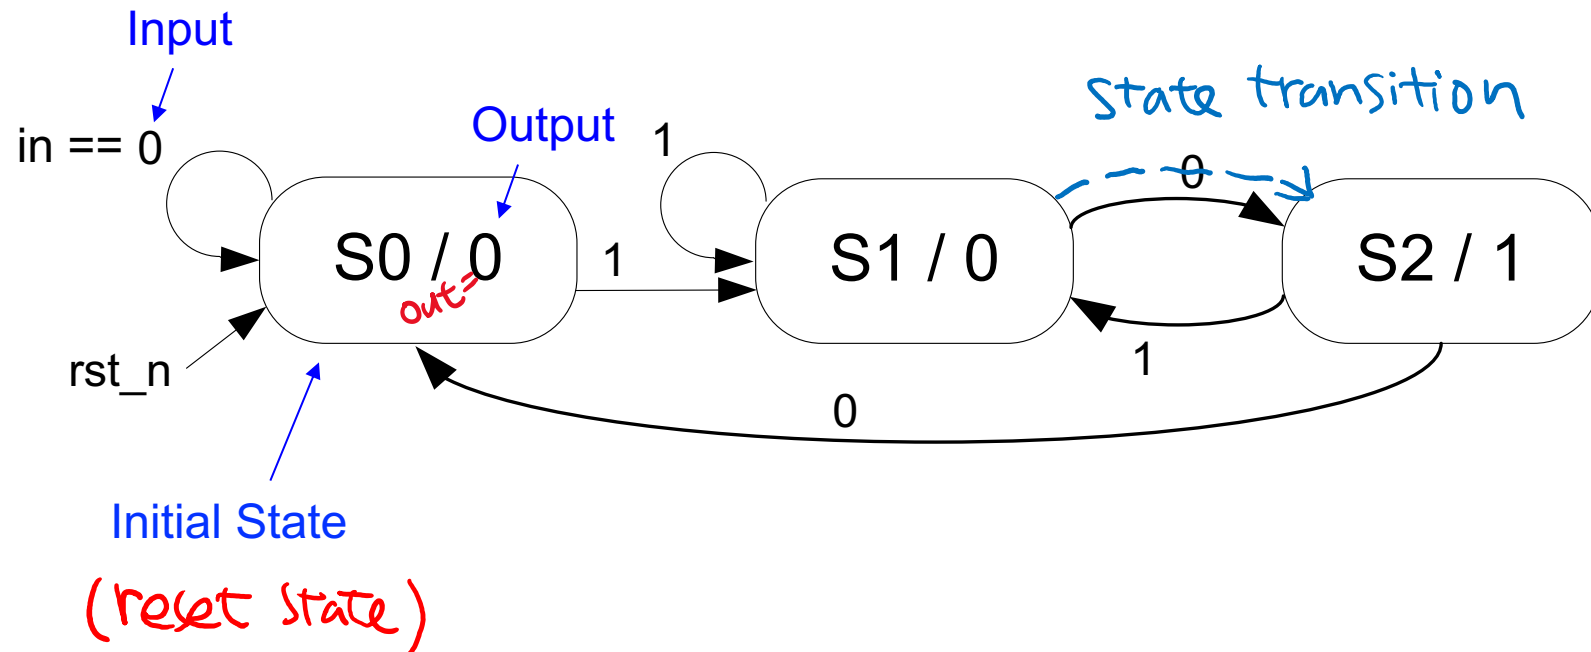 Input
state transition
Output
in == 0
1
0
S0 / 0
out=
1
S1 / 0
S2 / 1
rst_n
1
0
Initial State
(reset state)